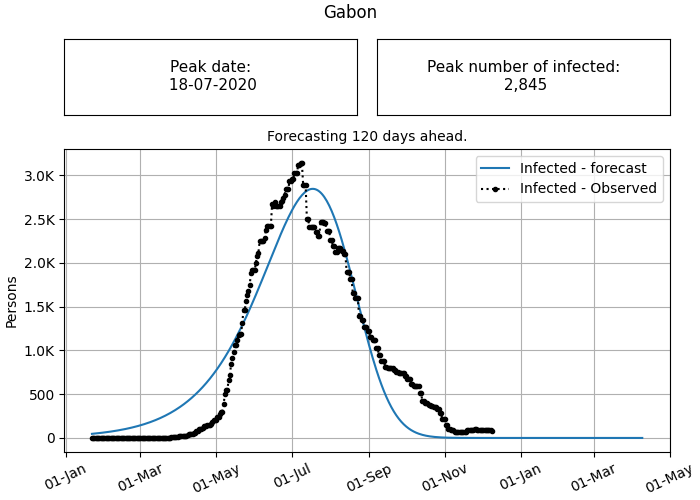 Gabon
Peak date:
18-07-2020
Peak number of infected:
2,845
Forecasting 120 days ahead.
Infected - forecast
Infected - Observed
Persons
3.0K
2.5K
2.0K
1.5K
1.0K
500
0
01-Jan
01-Mar
01-May
01-Jul
01-Sep
01-Nov
01-Jan
01-Mar
01-May